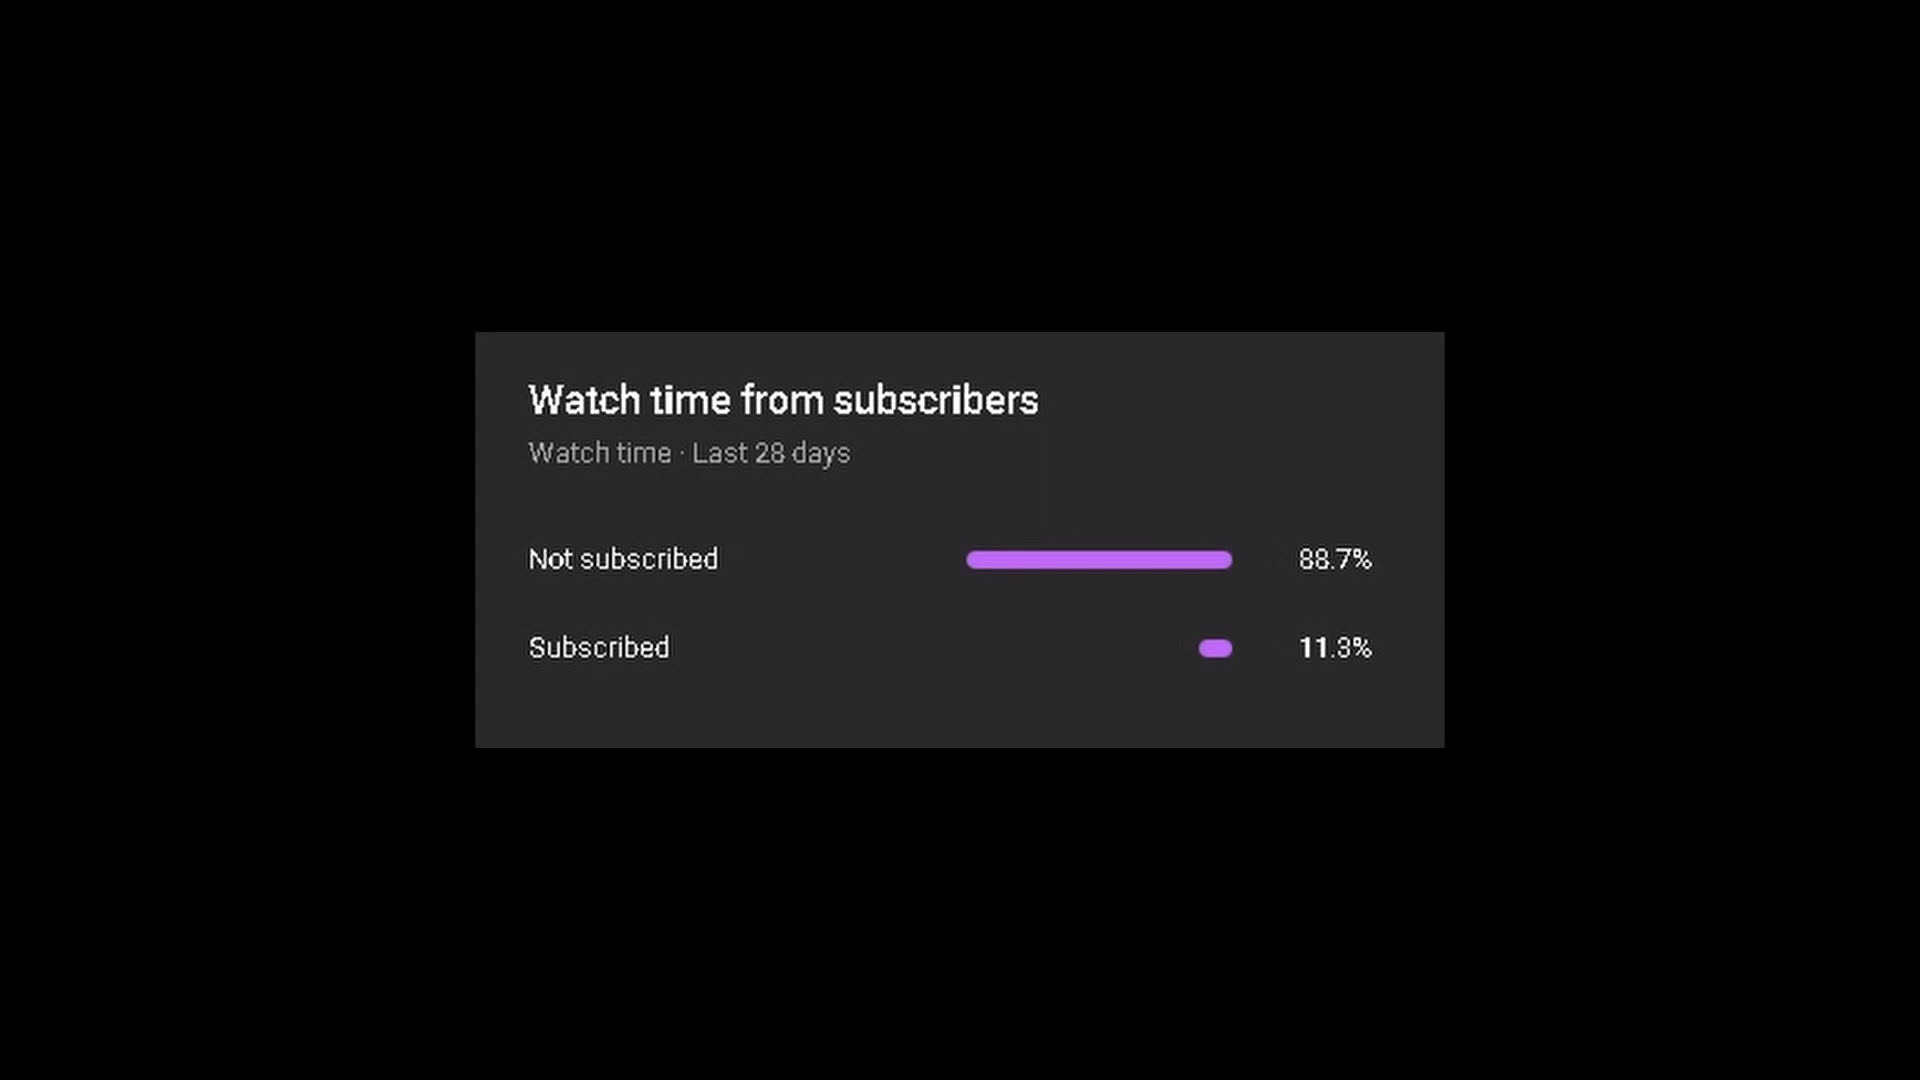 Watch time from subscribers
Watch time · Last 28 days
Not subscribed 88.7%
Subscribed 11.3%